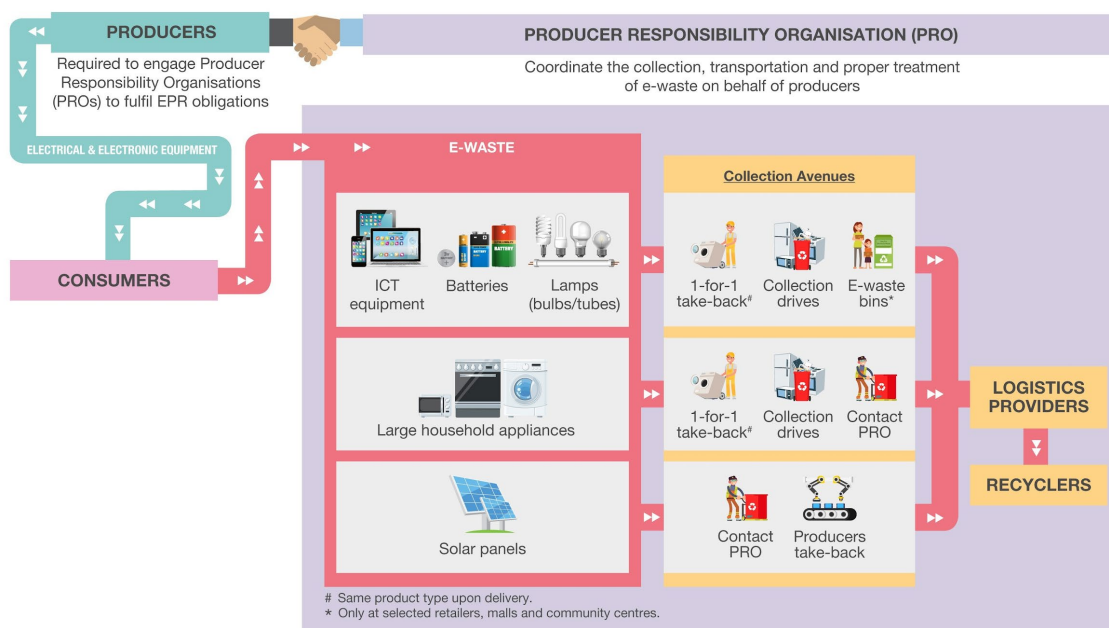 PRODUCERS
Required to engage Producer
Responsibility Organisations
(PROs) to fulfil EPR obligations
PRODUCER RESPONSIBILITY ORGANISATION (PRO)
Coordinate the collection, transportation and proper treatment
of e-waste on behalf of producers
ELECTRICAL & ELECTRONIC EQUIPMENT
CONSUMERS
E-WASTE
ICT
equipment
Batteries
BATTERY
Lamps
(bulbs/tubes)
Large household appliances
Solar panels
Collection Avenues
1-for-1
take-back#
Collection
drives
E-waste
bins*
1-for-1
take-back#
Collection
drives
Contact
PRO
Contact
PRO
Producers
take-back
LOGISTICS
PROVIDERS
RECYCLERS
# Same product type upon delivery.
* Only at selected retailers, malls and community centres.